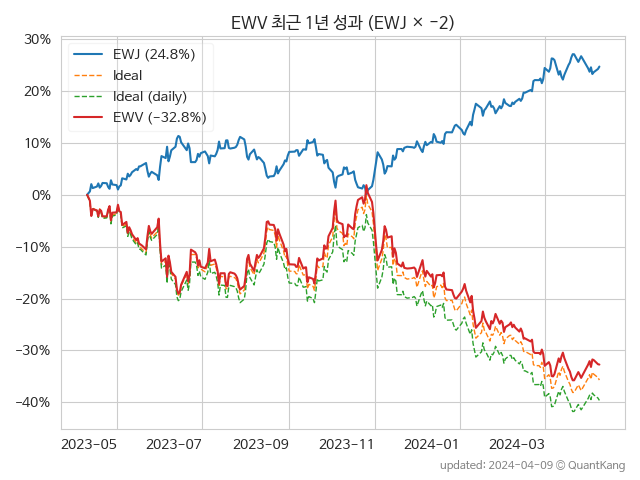 EWV 최근 1년 성과 (EWJ × −2)
30%
20%
10%
0%
−10%
−20%
−30%
−40%
EWJ (24.8%)
Ideal
Ideal (daily)
EWV (−32.8%)
2023−05 2023−07 2023−09 2023−11 2024−01 2024−03
updated: 2024−04−09 © QuantKang